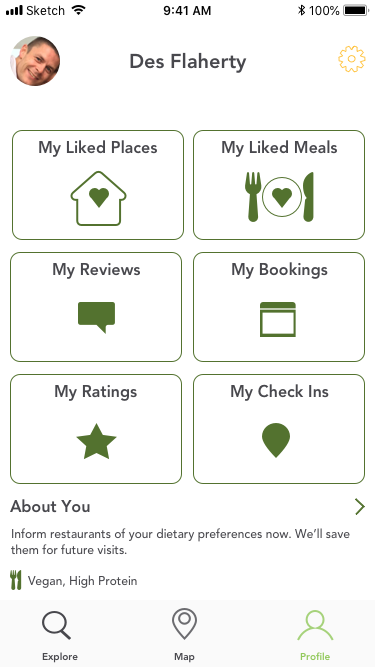 Sketch 9:41 AM 100%
Des Flaherty
My Liked Places My Liked Meals
My Reviews My Bookings
My Ratings My Check Ins
About You
Inform restaurants of your dietary preferences now. We’ll save
them for future visits.
Vegan, High Protein
Explore Map Profile